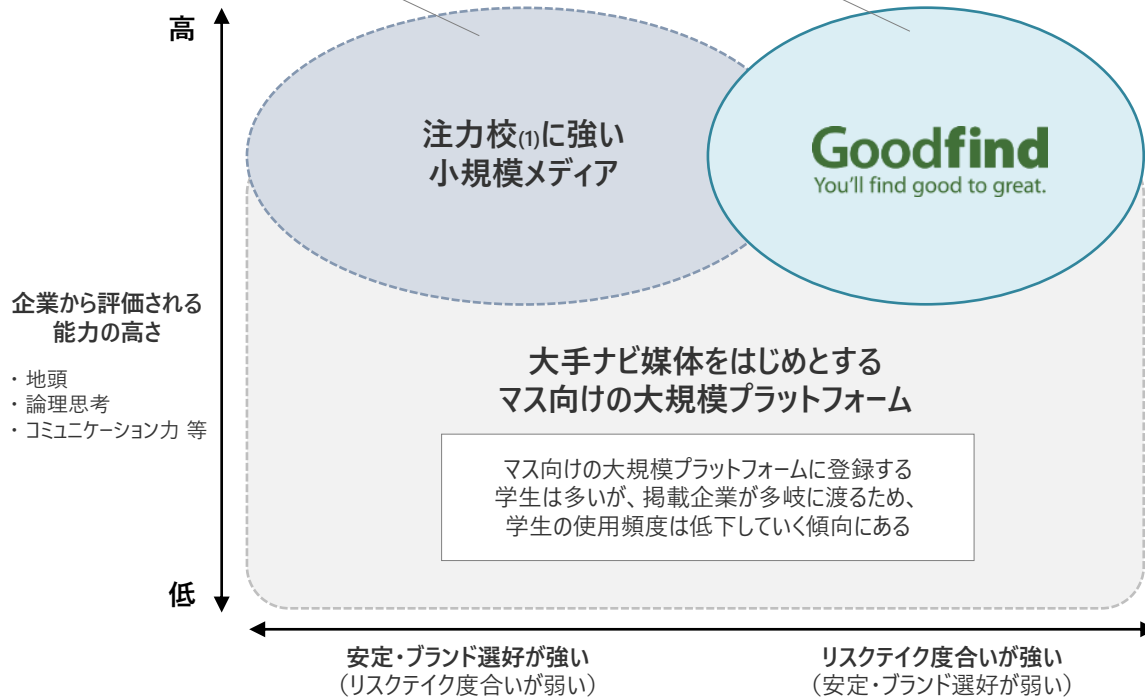 高
注力校(1)に強い
小規模メディア
Goodfind
You'll find good to great.
企業から評価される
能力の高さ
・地頭
・論理思考
・コミュニケーション力 等
大手ナビ媒体をはじめとする
マス向けの大規模プラットフォーム
マス向けの大規模プラットフォームに登録する
学生は多いが、掲載企業が多岐に渡るため、
学生の使用頻度は低下していく傾向にある
低
安定・ブランド選好が強い
（リスクテイク度合いが弱い）
リスクテイク度合いが強い
（安定・ブランド選好が弱い）